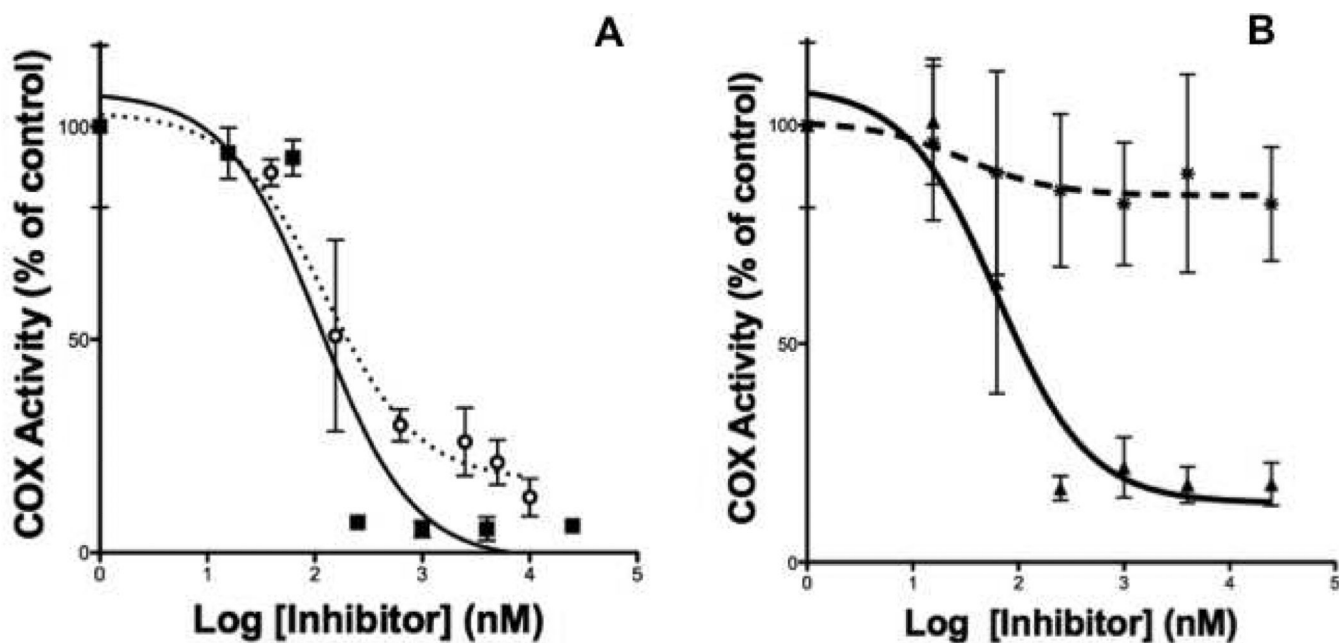 A
COX Activity (% of control)
100
50
0
0 1 2 3 4 5
Log [Inhibitor] (nM)
B
COX Activity (% of control)
100
50
0
0 1 2 3 4 5
Log [Inhibitor] (nM)